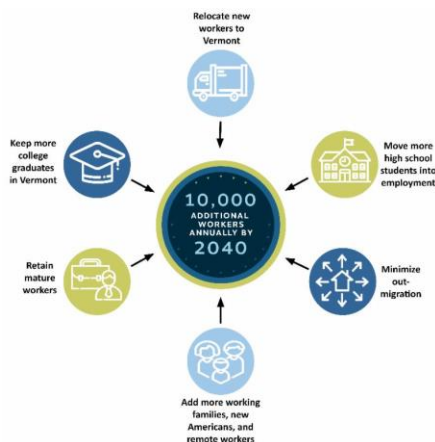 Relocate new
workers to
Vermont
Keep more
college
graduates
in Vermont
Move more
high school
students into
employment
10,000
ADDITIONAL
WORKERS
ANNUALLY BY
2040
Retain
mature
workers
Minimize
out-
migration
Add more working
families, new
Americans, and
remote workers